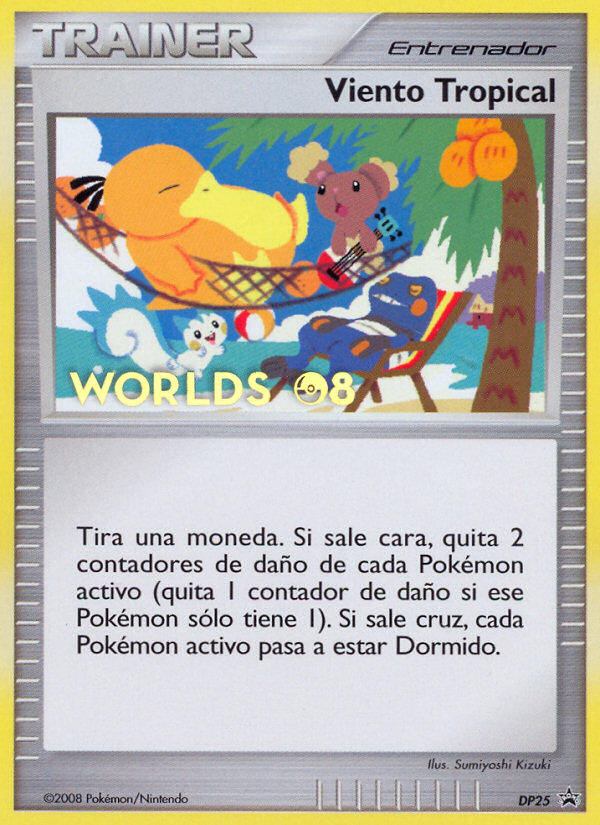 TRAINER
Entrenador
Viento Tropical
WORLDS 08
Tira una moneda. Si sale cara, quita 2
contadores de daño de cada Pokémon
activo (quita 1 contador de daño si ese
Pokémon sólo tiene 1). Si sale cruz, cada
Pokémon activo pasa a estar Dormido.
Ilus. Sumiyoshi Kizuki
©2008 Pokémon/Nintendo
DP25